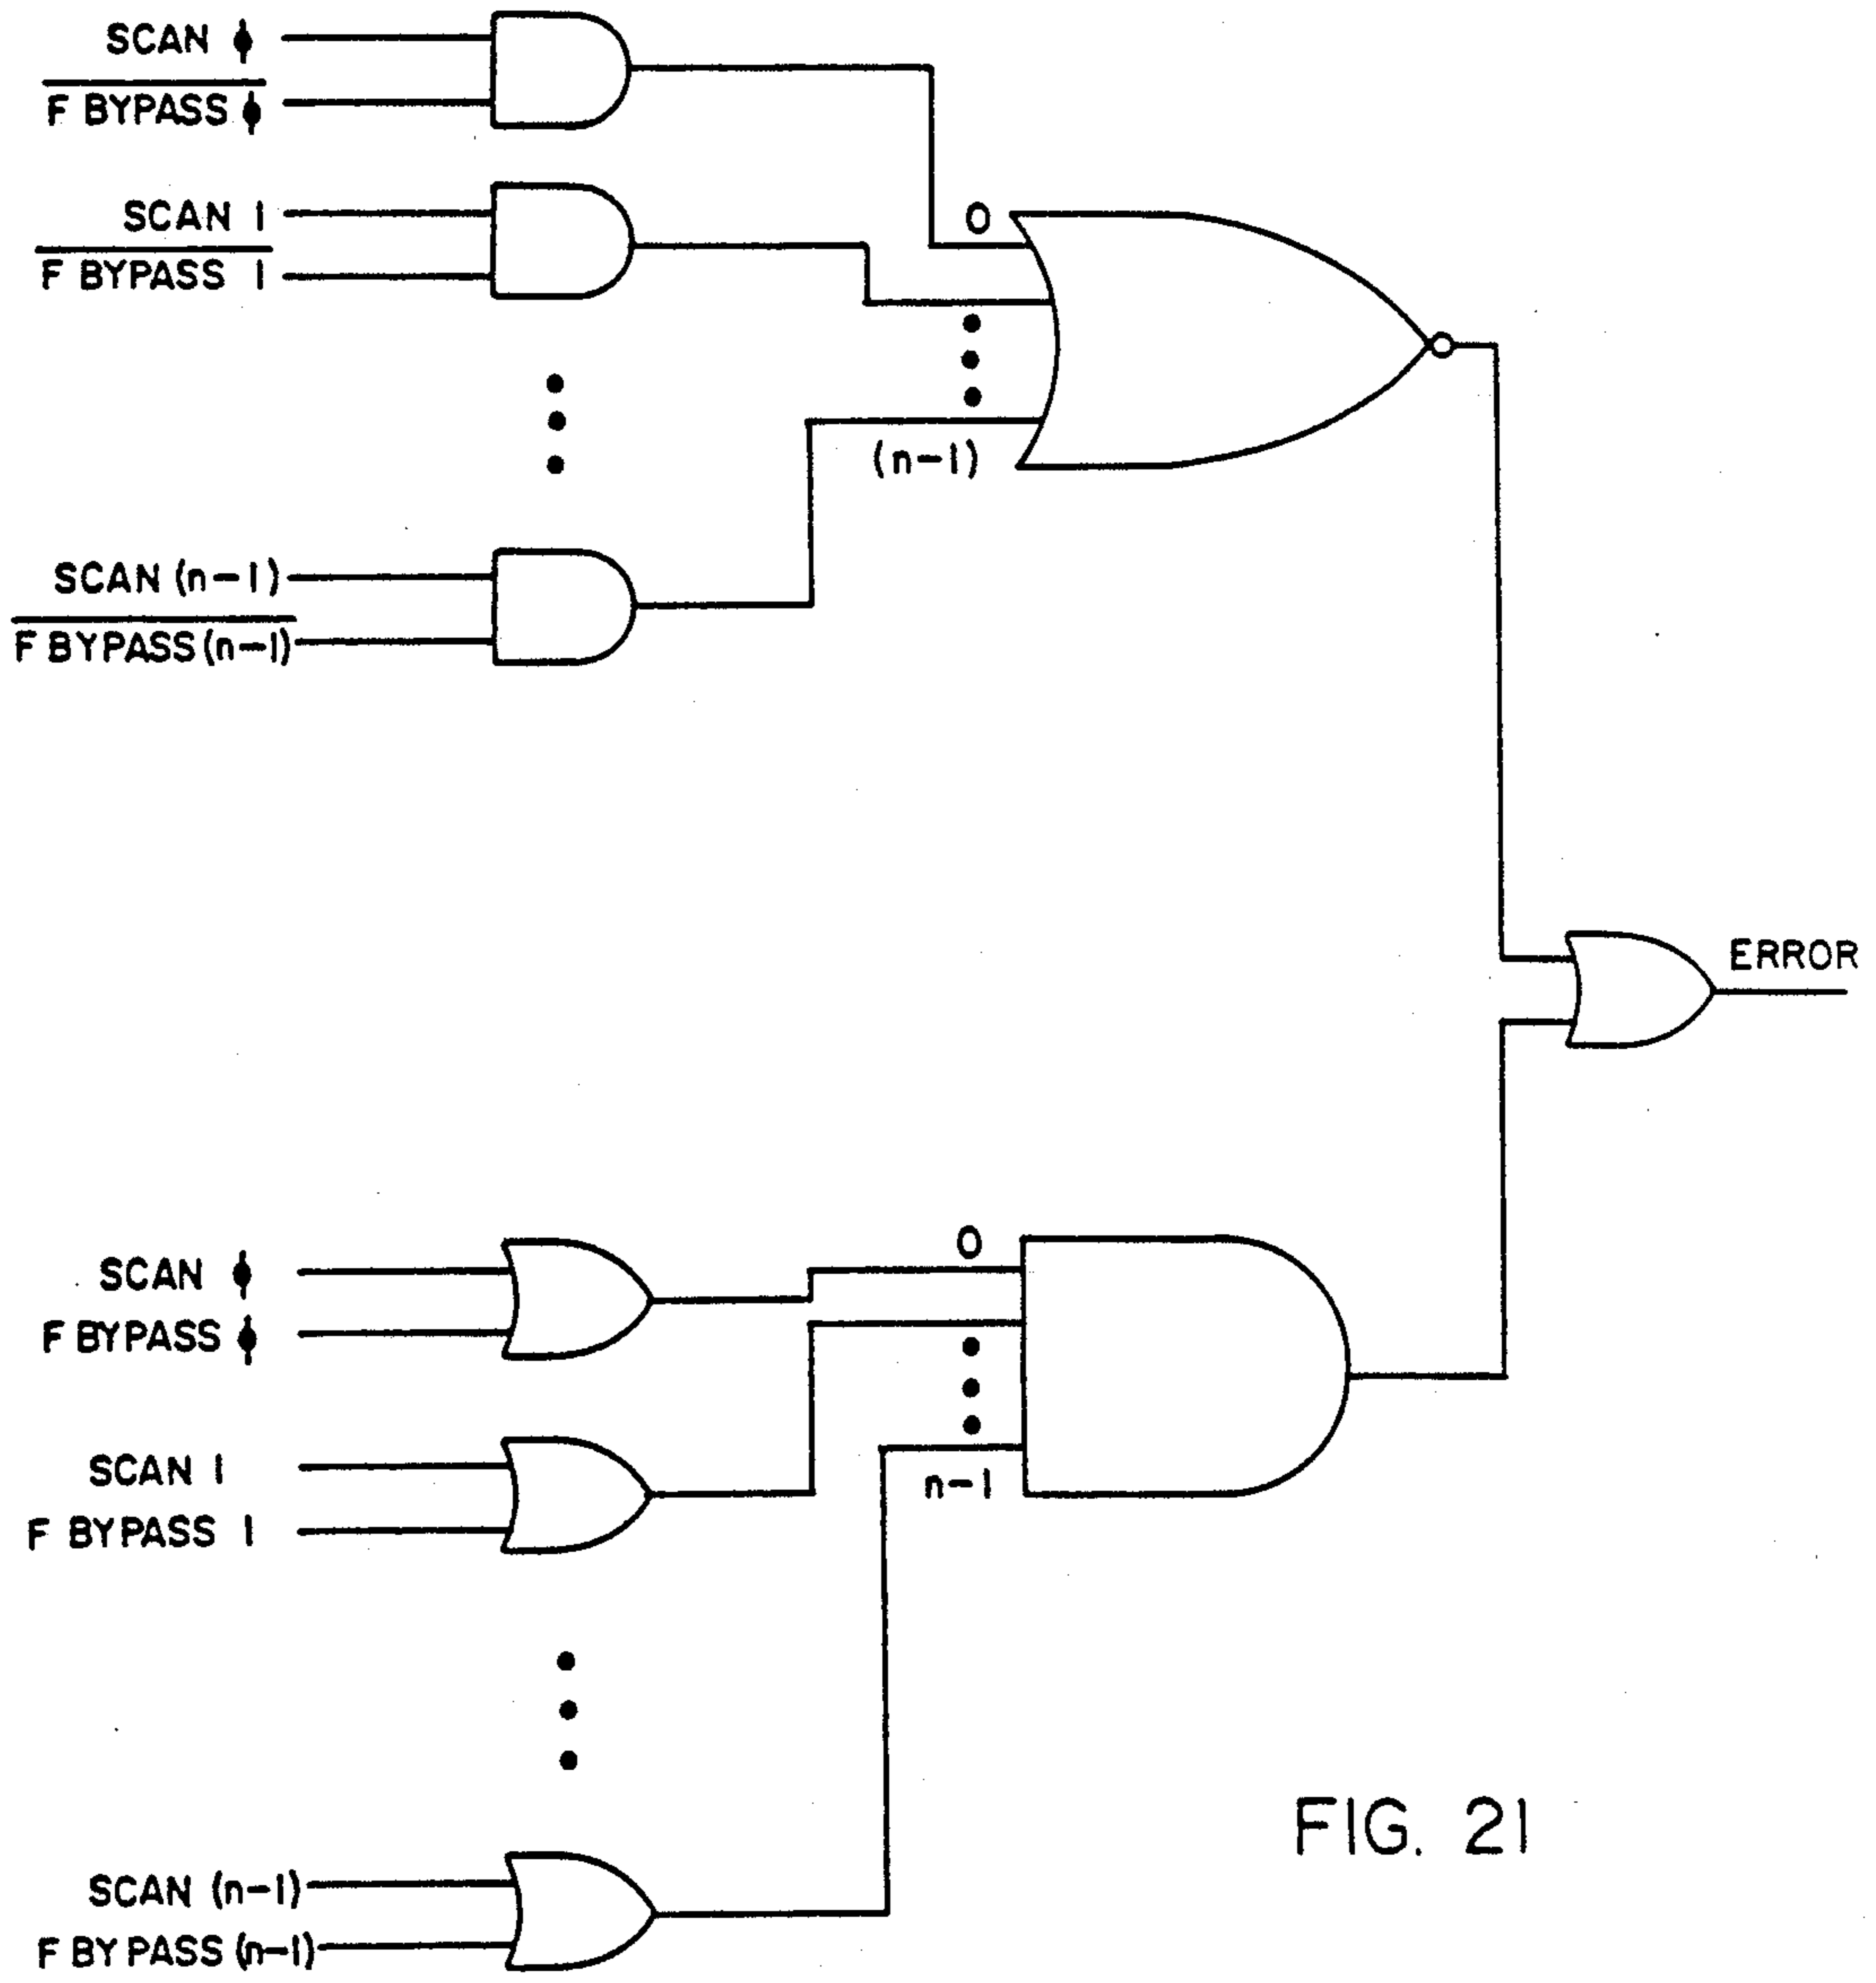 SCAN ϕ
F BYPASS ϕ
SCAN 1
F BYPASS 1
SCAN (n-1)
F BYPASS (n-1)
0
(n-1)
ERROR
SCAN ϕ
F BYPASS ϕ
SCAN 1
F BYPASS 1
SCAN (n-1)
F BYPASS (n-1)
0
n-1
FIG. 21